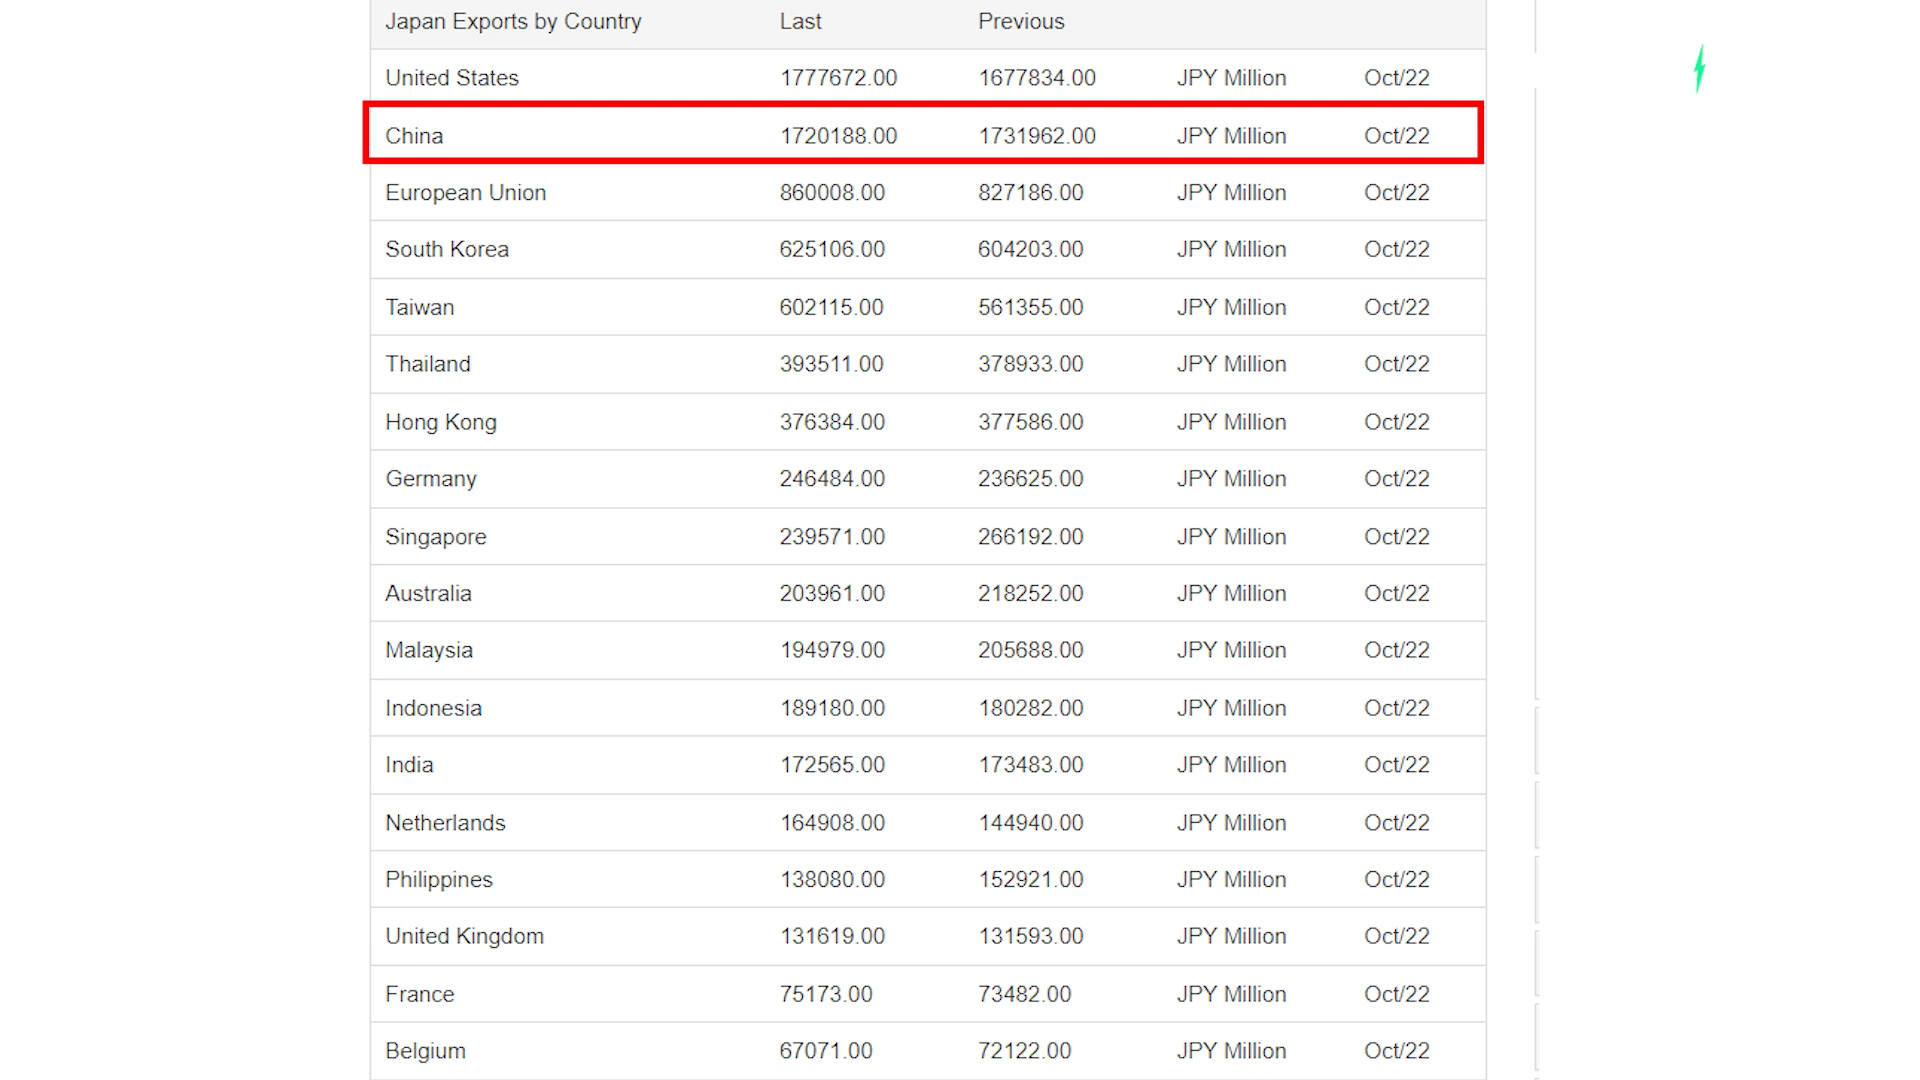 Japan Exports by Country Last Previous
United States 1777672.00 1677834.00 JPY Million Oct/22
China 1720188.00 1731962.00 JPY Million Oct/22
European Union 860008.00 827186.00 JPY Million Oct/22
South Korea 625106.00 604203.00 JPY Million Oct/22
Taiwan 602115.00 561355.00 JPY Million Oct/22
Thailand 393511.00 378933.00 JPY Million Oct/22
Hong Kong 376384.00 377586.00 JPY Million Oct/22
Germany 246484.00 236625.00 JPY Million Oct/22
Singapore 239571.00 266192.00 JPY Million Oct/22
Australia 203961.00 218252.00 JPY Million Oct/22
Malaysia 194979.00 205688.00 JPY Million Oct/22
Indonesia 189180.00 180282.00 JPY Million Oct/22
India 172565.00 173483.00 JPY Million Oct/22
Netherlands 164908.00 144940.00 JPY Million Oct/22
Philippines 138080.00 152921.00 JPY Million Oct/22
United Kingdom 131619.00 131593.00 JPY Million Oct/22
France 75173.00 73482.00 JPY Million Oct/22
Belgium 67071.00 72122.00 JPY Million Oct/22